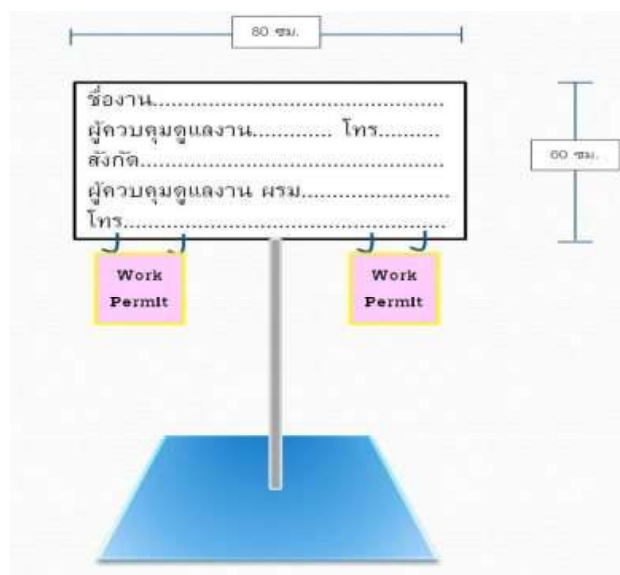 80 ซม.
ชื่องาน.............................................
ผู้ควบคุมดูแลงาน............. โทร..........
สังกัด...............................................
ผู้ควบคุมดูแลงาน ผรม.......................
โทร..................................................
60 ซม.
Work
Permit
Work
Permit